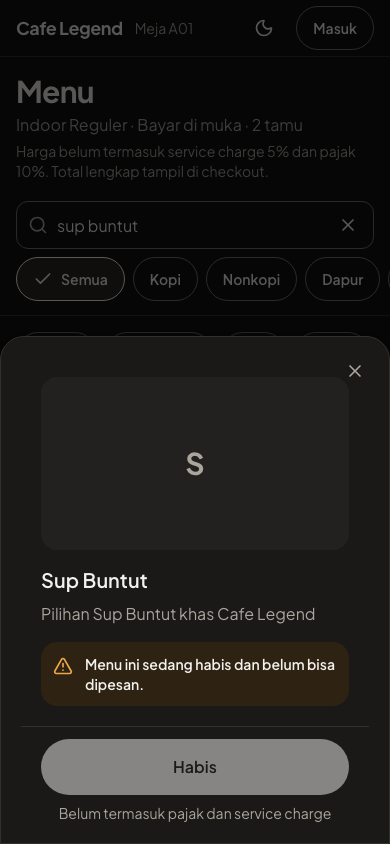 Cafe Legend Meja A01 Masuk
Menu
Indoor Reguler · Bayar di muka · 2 tamu
Harga belum termasuk service charge 5% dan pajak
10%. Total lengkap tampil di checkout.
sup buntut
Semua Kopi Nonkopi Dapur
S
Sup Buntut
Pilihan Sup Buntut khas Cafe Legend
Menu ini sedang habis dan belum bisa
dipesan.
Habis
Belum termasuk pajak dan service charge